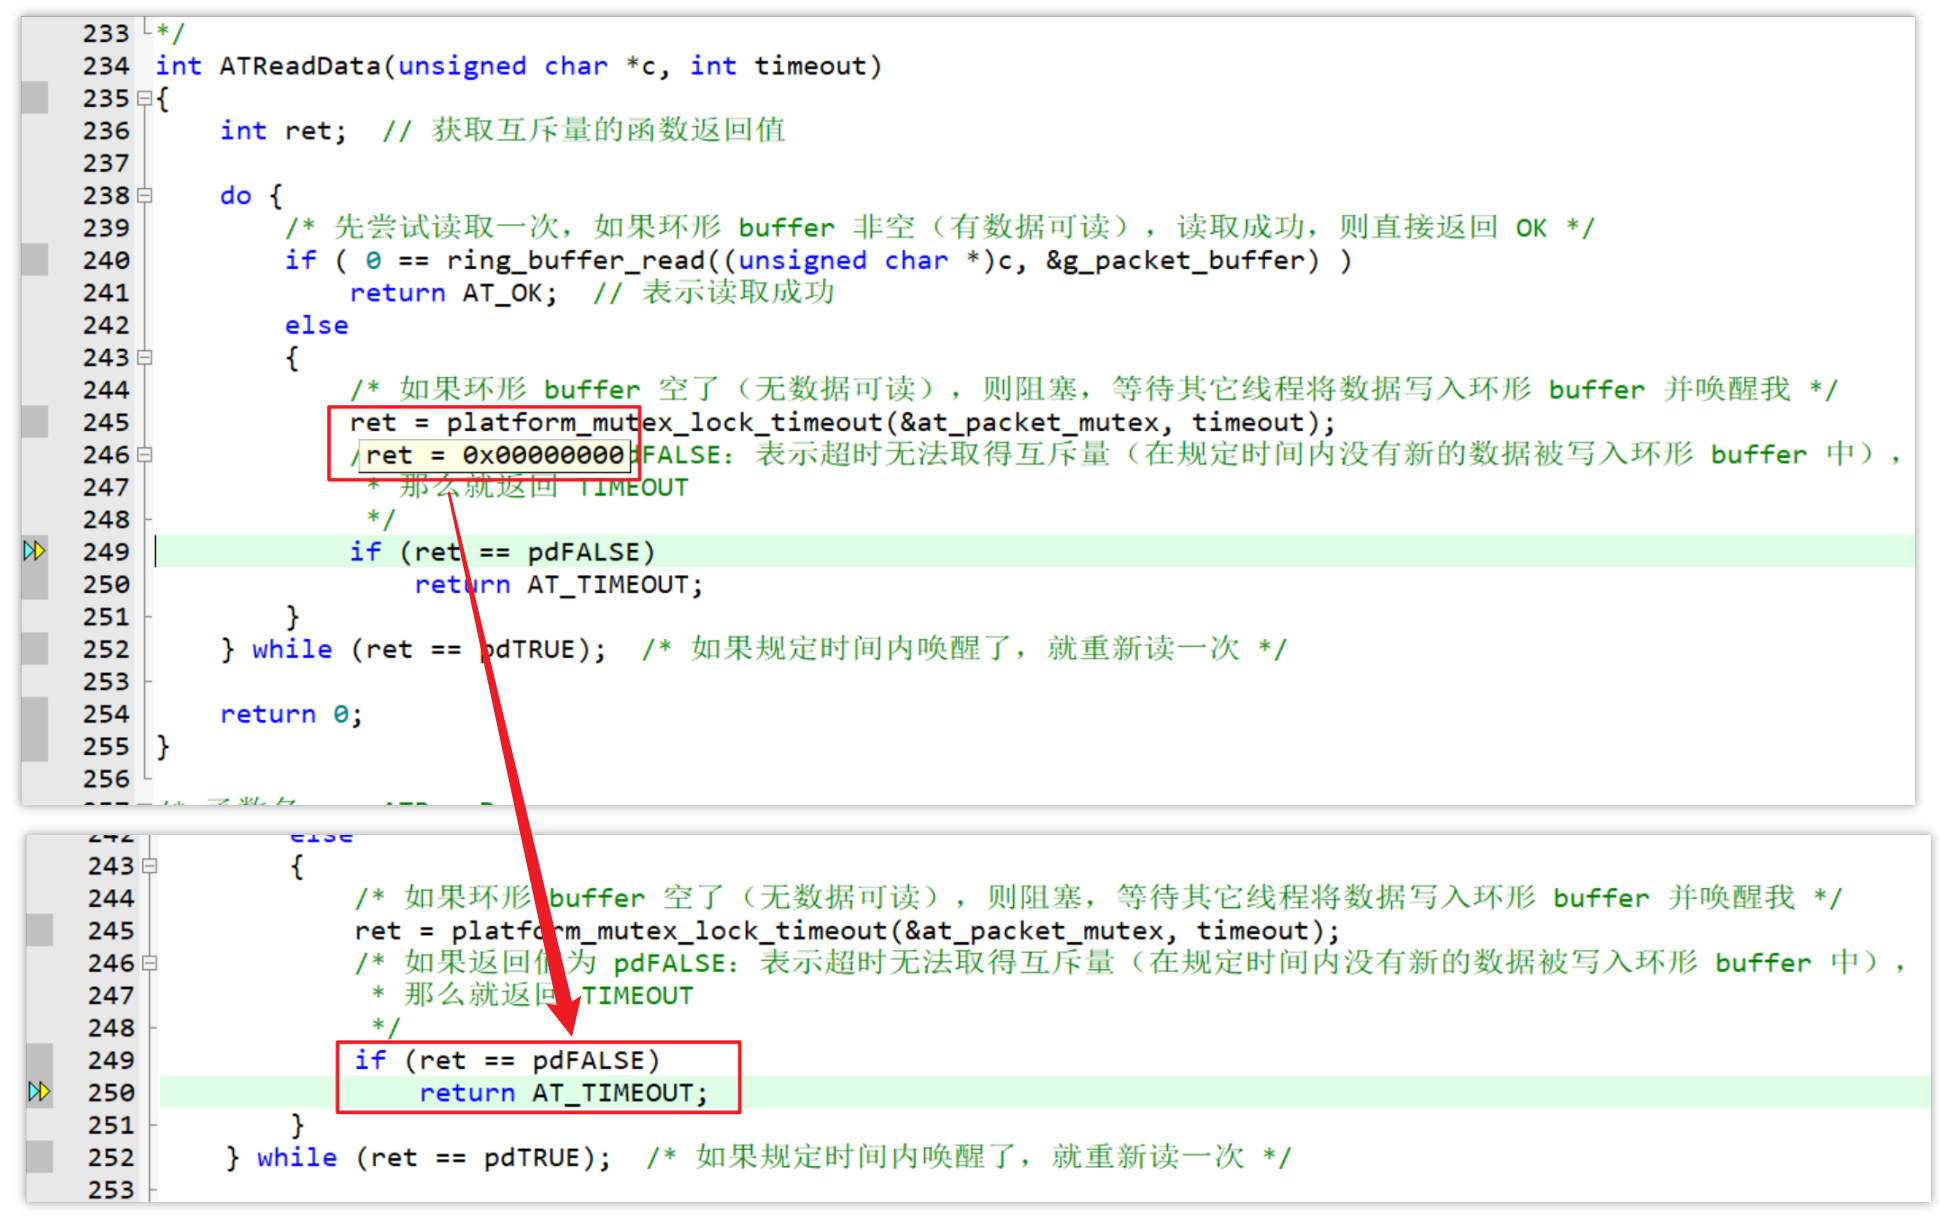 233 */
234 int ATReadData(unsigned char *c, int timeout)
235 {
236 int ret;  // 获取互斥量的函数返回值
237
238 do {
239 /* 先尝试读取一次，如果环形 buffer 非空（有数据可读），读取成功，则直接返回 OK */
240 if ( 0 == ring_buffer_read((unsigned char *)c, &g_packet_buffer) )
241 return AT_OK;  // 表示读取成功
242 else
243 {
244 /* 如果环形 buffer 空了（无数据可读），则阻塞，等待其它线程将数据写入环形 buffer 并唤醒我 */
245 ret = platform_mutex_lock_timeout(&at_packet_mutex, timeout);
246 / ret = 0x00000000 dFALSE：表示超时无法取得互斥量（在规定时间内没有新的数据被写入环形 buffer 中），
247 * 那么就返回 TIMEOUT
248 */
249 if (ret == pdFALSE)
250 return AT_TIMEOUT;
251 }
252 } while (ret == pdTRUE);  /* 如果规定时间内唤醒了，就重新读一次 */
253
254 return 0;
255 }
256
242 else
243 {
244 /* 如果环形 buffer 空了（无数据可读），则阻塞，等待其它线程将数据写入环形 buffer 并唤醒我 */
245 ret = platform_mutex_lock_timeout(&at_packet_mutex, timeout);
246 /* 如果返回值为 pdFALSE：表示超时无法取得互斥量（在规定时间内没有新的数据被写入环形 buffer 中），
247 * 那么就返回 TIMEOUT
248 */
249 if (ret == pdFALSE)
250 return AT_TIMEOUT;
251 }
252 } while (ret == pdTRUE);  /* 如果规定时间内唤醒了，就重新读一次 */
253